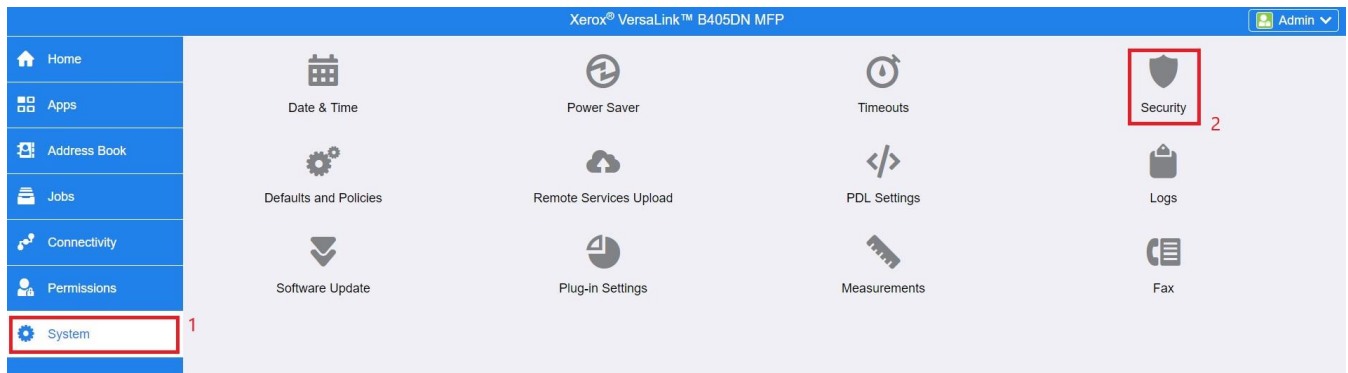 Xerox® VersaLink™ B405DN MFP
Admin
Home
Apps
Address Book
Jobs
Connectivity
Permissions
System
1
Date & Time
Power Saver
Timeouts
Security
2
Defaults and Policies
Remote Services Upload
PDL Settings
Logs
Software Update
Plug-in Settings
Measurements
Fax